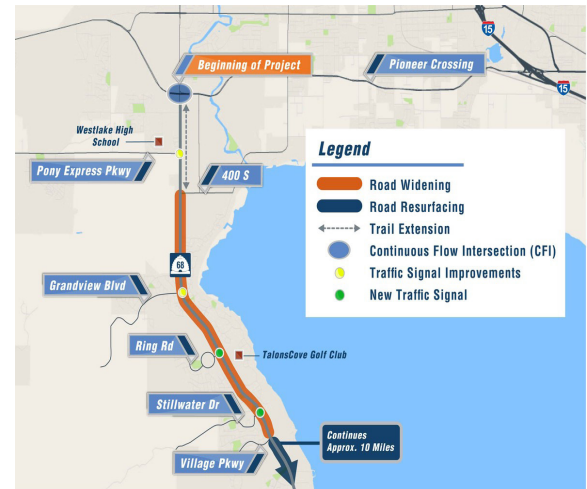 15
Beginning of Project
Pioneer Crossing
15
Westlake High
School
Pony Express Pkwy
400 S
Legend
Road Widening
Road Resurfacing
Trail Extension
Continuous Flow Intersection (CFI)
Traffic Signal Improvements
New Traffic Signal
68
Grandview Blvd
Ring Rd
TalonsCove Golf Club
Stillwater Dr
Continues
Approx. 10 Miles
Village Pkwy